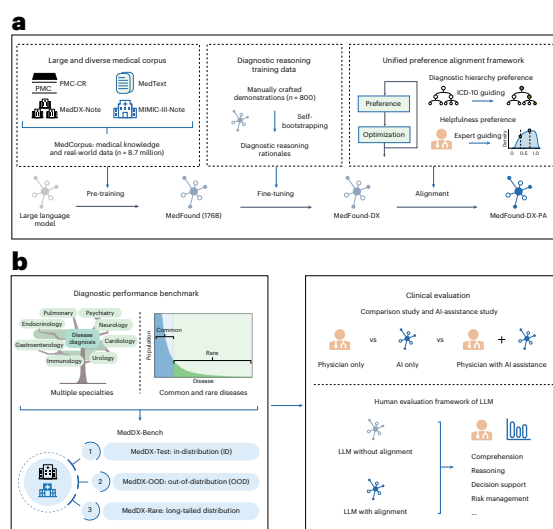 a
Large and diverse medical corpus
PMC
PMC-CR
MedText
MedDX-Note
MIMIC-III-Note
MedCorpus: medical knowledge
and real-world data (n = 8.7 million)
Diagnostic reasoning
training data
Manually crafted
demonstrations (n = 800)
Self-
bootstrapping
Diagnostic reasoning
rationales
Unified preference alignment framework
Preference
Optimization
Diagnostic hierarchy preference
ICD-10 guiding
Helpfulness preference
Expert guiding
Density
0 0.5 1.0
Pre-training
Fine-tuning
Alignment
Large language
model
MedFound (176B)
MedFound-DX
MedFound-DX-PA
b
Diagnostic performance benchmark
Pulmonary
Psychiatry
Endocrinology
Neurology
Disease
diagnosis
Cardiology
Gastroenterology
Immunology
Urology
Multiple specialties
Population
Common
Rare
Disease
Common and rare diseases
MedDX-Bench
1
MedDX-Test: in-distribution (ID)
2
MedDX-OOD: out-of-distribution (OOD)
3
MedDX-Rare: long-tailed distribution
Clinical evaluation
Comparison study and AI-assistance study
vs
vs
+
Physician only
AI only
Physician with AI assistance
Human evaluation framework of LLM
LLM without alignment
LLM with alignment
Comprehension
Reasoning
Decision support
Risk management
...